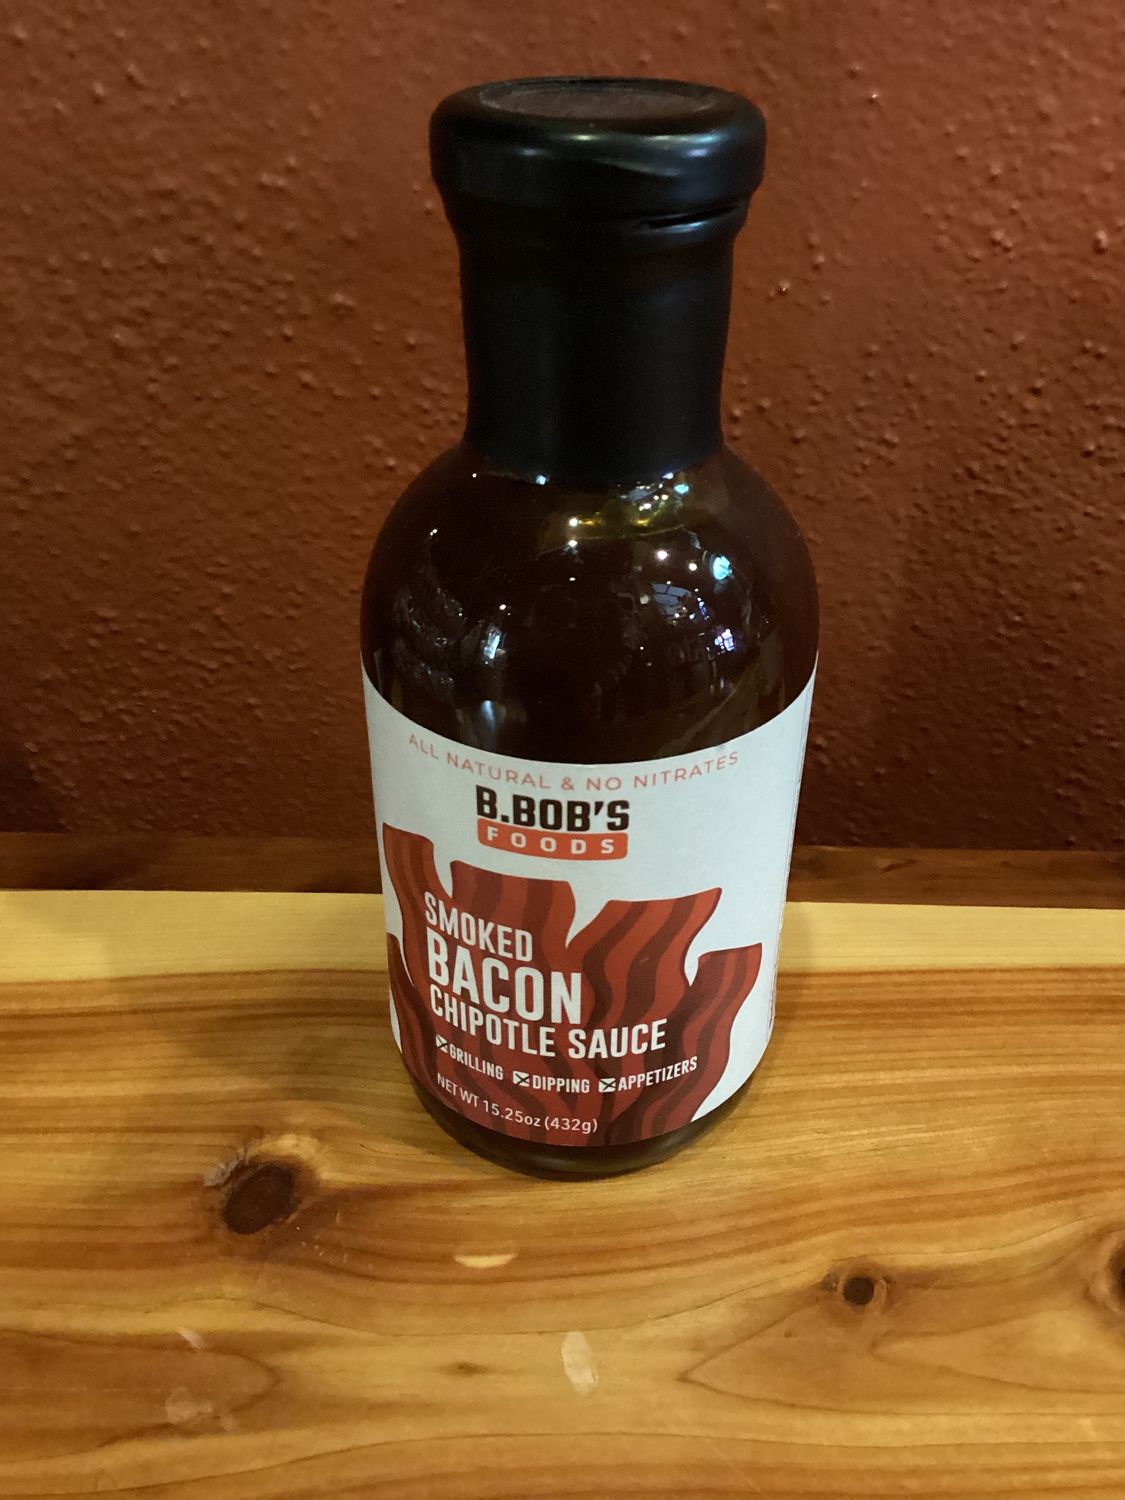 ALL NATURAL & NO NITRATES
B.BOB'S
FOODS
SMOKED
BACON
CHIPOTLE SAUCE
GRILLING DIPPING APPETIZERS
NET WT 15.25oz (432g)